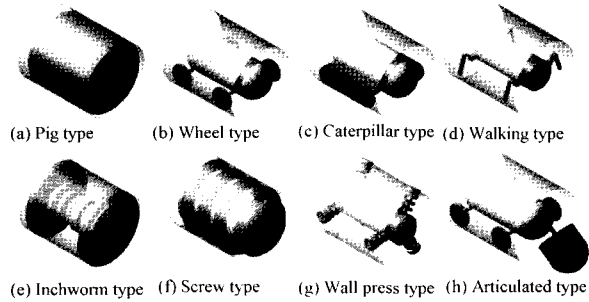 (a) Pig type
(b) Wheel type
(c) Caterpillar type
(d) Walking type
(e) Inchworm type
(f) Screw type
(g) Wall press type
(h) Articulated type